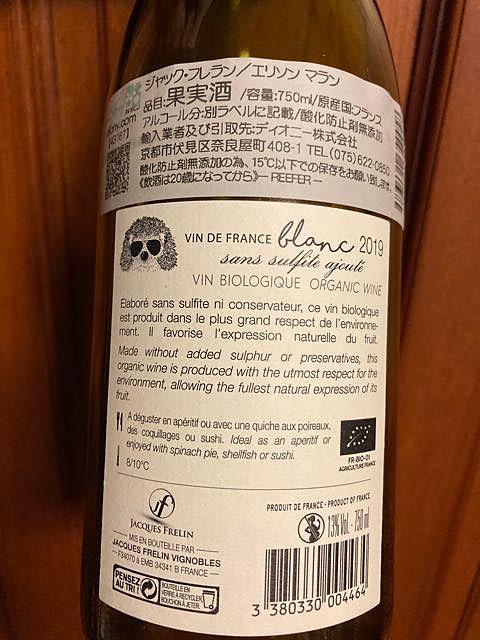 ジャック・フレラン／エリソン マラン
品目:果実酒 /容量:750ml/原産国:フランス
アルコール分:別ラベルに記載/酸化防止剤無添加
輸入業者及び引取先:ディオニー株式会社
京都市伏見区奈良屋町408-1 TEL(075)622-0850
酸化防止剤無添加の為、15℃以下での保存をお願い致します。
《飲酒は20歳になってから》— REEFER —
VIN DE FRANCE blanc 2019
sans sulfite ajouté
VIN BIOLOGIQUE ORGANIC WINE
Elaboré sans sulfite ni conservateur, ce vin biologique
est produit dans le plus grand respect de l'environne-
ment. Il favorise l'expression naturelle du fruit.
Made without added sulphur or preservatives, this
organic wine is produced with the utmost respect for the
environment, allowing the fullest natural expression of its
fruit.
A déguster en apéritif ou avec une quiche aux poireaux,
des coquillages ou sushi. Ideal as an aperitif or
enjoyed with spinach pie, shellfish or sushi.
8/10°C
FR-BIO-01
AGRICULTURE FRANCE
JACQUES FRELIN
MIS EN BOUTEILLE PAR
JACQUES FRELIN VIGNOBLES
— F34070 à EMB 34341 B FRANCE —
PENSEZ
AU TRI !
BOUTEILLE EN
VERRE À RECYCLER
BOUCHON À JETER
PRODUIT DE FRANCE - PRODUCT OF FRANCE
13% Vol. - 750 ml
3 380330 004464